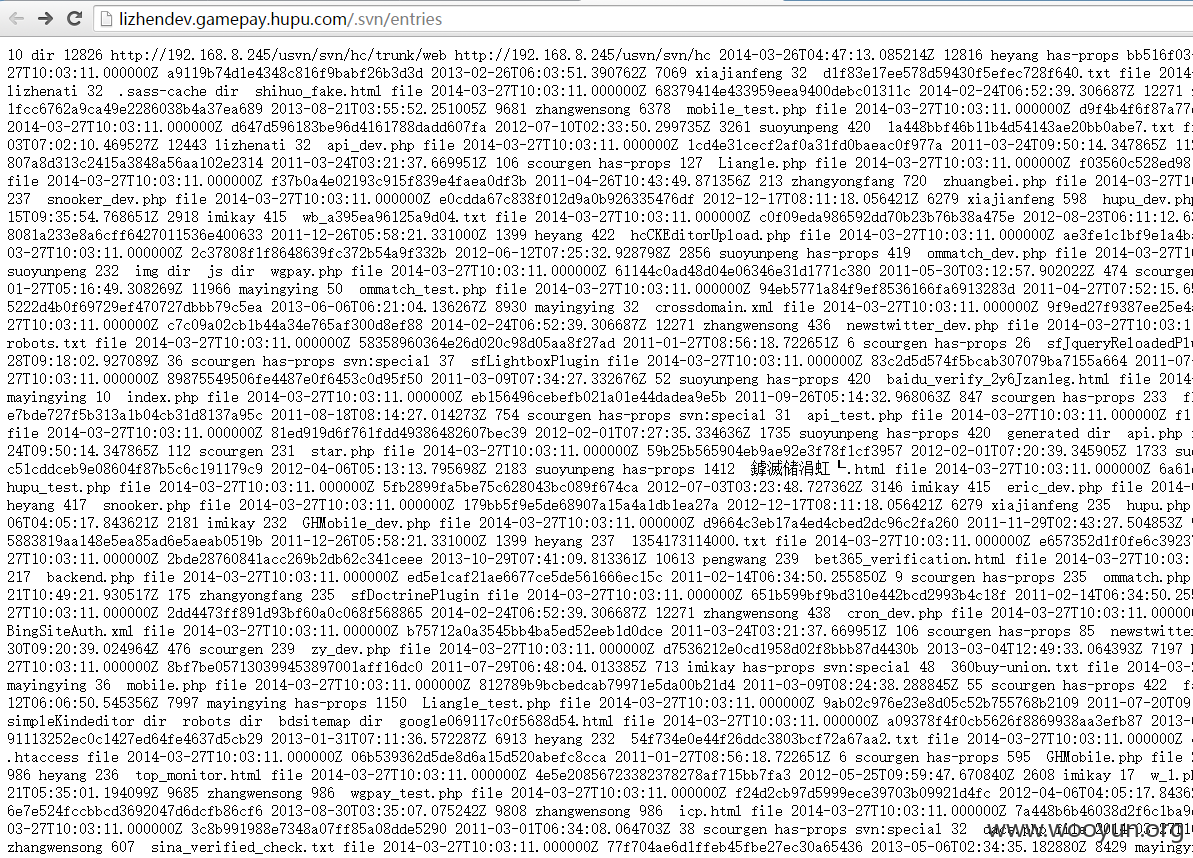 lizhendev.gamepay.hupu.com/.svn/entries
10 dir 12826 http://192.168.8.245/usvn/svn/hc/trunk/web http://192.168.8.245/usvn/svn/hc 2014-03-26T04:47:13.085214Z 12816 heyang has-props bb516f03
27T10:03:11.000000Z a9119b74d1e4348c816f9babf26b3d3d 2013-02-26T06:03:51.390762Z 7069 xiajianfeng 32 d1f83e17ee578d59430f5efec728f640.txt file 2014-
lizhenati 32 .sass-cache dir shihuo_fake.html file 2014-03-27T10:03:11.000000Z 68379414e433959eea9400debc01311c 2014-02-24T06:52:39.306687Z 12271
1fcc6762a9ca49e2286038b4a37ea689 2013-08-21T03:55:52.251005Z 9681 zhangwensong 6378 mobile_test.php file 2014-03-27T10:03:11.000000Z d9f4b4f6f87a77
2014-03-27T10:03:11.000000Z d647d596183be96d4161788dadd607fa 2012-07-10T02:33:50.299735Z 3261 suoyunpeng 420 1a448bbf46b11b4d54143ae20bb0abe7.txt f
03T07:02:10.469527Z 12443 lizhenati 32 api_dev.php file 2014-03-27T10:03:11.000000Z 1cd4e31cecf2af0a31fd0baeac0f977a 2011-03-24T09:50:14.347865Z 112
807a8d313c2415a3848a56aa102e2314 2011-03-24T03:21:37.669951Z 106 scourgen has-props 127 Liangle.php file 2014-03-27T10:03:11.000000Z f03560c528ed98
file 2014-03-27T10:03:11.000000Z f37b0a4e02193c915f839e4faea0df3b 2011-04-26T10:43:49.871356Z 213 zhangyongfang 720 zhuangbei.php file 2014-03-27T10
237 snooker_dev.php file 2014-03-27T10:03:11.000000Z e0cdda67c838f012d9a0b926335476df 2012-12-17T08:11:18.056421Z 6279 xiajianfeng 598 hupu_dev.php
15T09:35:54.768651Z 2918 imikay 415 wb_a395ea96125a9d04.txt file 2014-03-27T10:03:11.000000Z c0f09eda986592dd70b23b76b38a475e 2012-08-23T06:11:12.63
8081a233e8a6cff6427011536e400633 2011-12-26T05:58:21.331000Z 1399 heyang 422 hcCKEditorUpload.php file 2014-03-27T10:03:11.000000Z ae3fe1c1bf9e1a4b
03-27T10:03:11.000000Z 2c37808f1f8648639fc372b54a9f332b 2012-06-12T07:25:32.928798Z 2856 suoyunpeng has-props 419 ommatch_dev.php file 2014-03-27T1
suoyunpeng 232 img dir js dir wgpay.php file 2014-03-27T10:03:11.000000Z 61144c0ad48d04e06346e31d1771c380 2011-05-30T03:12:57.902022Z 474 scourgen
01-27T05:16:49.308269Z 11966 mayingying 50 ommatch_test.php file 2014-03-27T10:03:11.000000Z 94eb5771a84f9ef8536166fa6913283d 2011-04-27T07:52:15.65
5222d4b0f69729ef470727dbbb79c5ea 2013-06-06T06:21:04.136267Z 8930 mayingying 32 crossdomain.xml file 2014-03-27T10:03:11.000000Z 9f9ed27f9387ee25e4
27T10:03:11.000000Z c7c09a02cb1b44a34e765af300d8ef88 2014-02-24T06:52:39.306687Z 12271 zhangwensong 436 newstwitter_dev.php file 2014-03-27T10:03:1
robots.txt file 2014-03-27T10:03:11.000000Z 58358960364e26d020c98d05aa8f27ad 2011-01-27T08:56:18.722651Z 6 scourgen has-props 26 sfJqueryReloadedPlu
28T09:18:02.927089Z 36 scourgen has-props svn:special 37 sfLightboxPlugin file 2014-03-27T10:03:11.000000Z 83c2d5d574f5bcab307079ba7155a664 2011-07-
27T10:03:11.000000Z 89875549506fe4487e0f6453c0d95f50 2011-03-09T07:34:27.332676Z 52 suoyunpeng has-props 420 baidu_verify_2y6Jzanleg.html file 2014-
mayingying 10 index.php file 2014-03-27T10:03:11.000000Z eb156496cebefb021a01e44dadea9e5b 2011-09-26T05:14:32.968063Z 847 scourgen has-props 233 f1
e7bde727f5b313a1b04cb31d8137a95c 2011-08-18T08:14:27.014273Z 754 scourgen has-props svn:special 31 api_test.php file 2014-03-27T10:03:11.000000Z f1
file 2014-03-27T10:03:11.000000Z 81ed919d6f761fdd49386482607bec39 2012-02-01T07:27:35.334636Z 1735 suoyunpeng has-props 420 generated dir api.php f
24T09:50:14.347865Z 112 scourgen 231 star.php file 2014-03-27T10:03:11.000000Z 59b25b565904eb9ae92e3f78f1cf3957 2012-02-01T07:20:39.345905Z 1733 suo
c51cddceb9e08604f87b5c6c191179c9 2012-04-06T05:13:13.795698Z 2183 suoyunpeng has-props 1412 鎼滅储涓虹┖.html file 2014-03-27T10:03:11.000000Z 6a61c
hupu_test.php file 2014-03-27T10:03:11.000000Z 5fb2899fa5be75c628043bc089f674ca 2012-07-03T03:23:48.727362Z 3146 imikay 415 eric_dev.php file 2014-0
heyang 417 snooker.php file 2014-03-27T10:03:11.000000Z 179bb5f9e5de68907a15a4a1db1ea27a 2012-12-17T08:11:18.056421Z 6279 xiajianfeng 235 hupu.php
06T04:05:17.843621Z 2181 imikay 232 GHMobile_dev.php file 2014-03-27T10:03:11.000000Z d9664c3eb17a4ed4cbed2dc96c2fa260 2011-11-29T02:43:27.504853Z 9
5883819aa148e5ea85ad6e5aeab0519b 2011-12-26T05:58:21.331000Z 1399 heyang 237 1354173114000.txt file 2014-03-27T10:03:11.000000Z e657352d1f0fe6c3923
27T10:03:11.000000Z 2bde28760841acc269b2db62c341ceee 2013-10-29T07:41:09.813361Z 10613 pengwang 239 bet365_verification.html file 2014-03-27T10:03:
217 backend.php file 2014-03-27T10:03:11.000000Z ed5e1caf21ae6677ce5de561666ec15c 2011-02-14T06:34:50.255850Z 9 scourgen has-props 235 ommatch.php
21T10:49:21.930517Z 175 zhangyongfang 235 sfDoctrinePlugin file 2014-03-27T10:03:11.000000Z 651b599bf9bd310e442bcd2993b4c18f 2011-02-14T06:34:50.255
27T10:03:11.000000Z 2dd4473ff891d93bf60a0c068f568865 2014-02-24T06:52:39.306687Z 12271 zhangwensong 438 cron_dev.php file 2014-03-27T10:03:11.00000
BingSiteAuth.xml file 2014-03-27T10:03:11.000000Z b75712a0a3545bb4ba5ed52eeb1d0dce 2011-03-24T03:21:37.669951Z 106 scourgen has-props 85 newstwitte
30T09:20:39.024964Z 476 scourgen 239 zy_dev.php file 2014-03-27T10:03:11.000000Z d7536212e0cd1958d02f8bbb87d4430b 2013-03-04T12:49:33.064393Z 7197 h
27T10:03:11.000000Z 8bf7be057130399453897001aff16dc0 2011-07-29T06:48:04.013385Z 713 imikay has-props svn:special 48 360buy-union.txt file 2014-03-2
mayingying 36 mobile.php file 2014-03-27T10:03:11.000000Z 812789b9bcbedcab79971e5da00b21d4 2011-03-09T08:24:38.288845Z 55 scourgen has-props 422 fa
12T06:06:50.545356Z 7997 mayingying has-props 1150 Liangle_test.php file 2014-03-27T10:03:11.000000Z 9ab02c976e23e8d05c52b755768b2109 2011-07-20T09
simpleKindeditor dir robots dir bdsitemap dir google069117c0f5688d54.html file 2014-03-27T10:03:11.000000Z a09378f4f0cb5626f8869938aa3efb87 2013-0
91113252ec0c1427ed64fe4637d5cb29 2013-01-31T07:11:36.572287Z 6913 heyang 232 54f734e0e44f26ddc3803bcf72a67aa2.txt file 2014-03-27T10:03:11.000000Z
.htaccess file 2014-03-27T10:03:11.000000Z 06b539362d5de8d6a15d520abefc8cca 2011-01-27T08:56:18.722651Z 6 scourgen has-props 595 GHMobile.php file 2
986 heyang 236 top_monitor.html file 2014-03-27T10:03:11.000000Z 4e5e20856723382378278af715bb7fa3 2012-05-25T09:59:47.670840Z 2608 imikay 17 w_1.p
21T05:35:01.194099Z 9685 zhangwensong 986 wgpay_test.php file 2014-03-27T10:03:11.000000Z f24d2cb97d5999ece39703b09921d4fc 2012-04-06T04:05:17.8436
6e7e524fccbbcd3692047d6dcfb86cf6 2013-08-30T03:35:07.075242Z 9808 zhangwensong 986 icp.html file 2014-03-27T10:03:11.000000Z 7a448b6b46038d2f6c1ba9
03-27T10:03:11.000000Z 3c8b991988e7348a07ff85a08dde5290 2011-03-01T06:34:08.064703Z 38 scourgen has-props svn:special 32
zhangwensong 607 sina_verified_check.txt file 2014-03-27T10:03:11.000000Z 77f704ae6d1ffeb45fbe27ec30a65436 2013-05-06T02:34:35.182880Z 8429 mayingy
www.wooyun.org